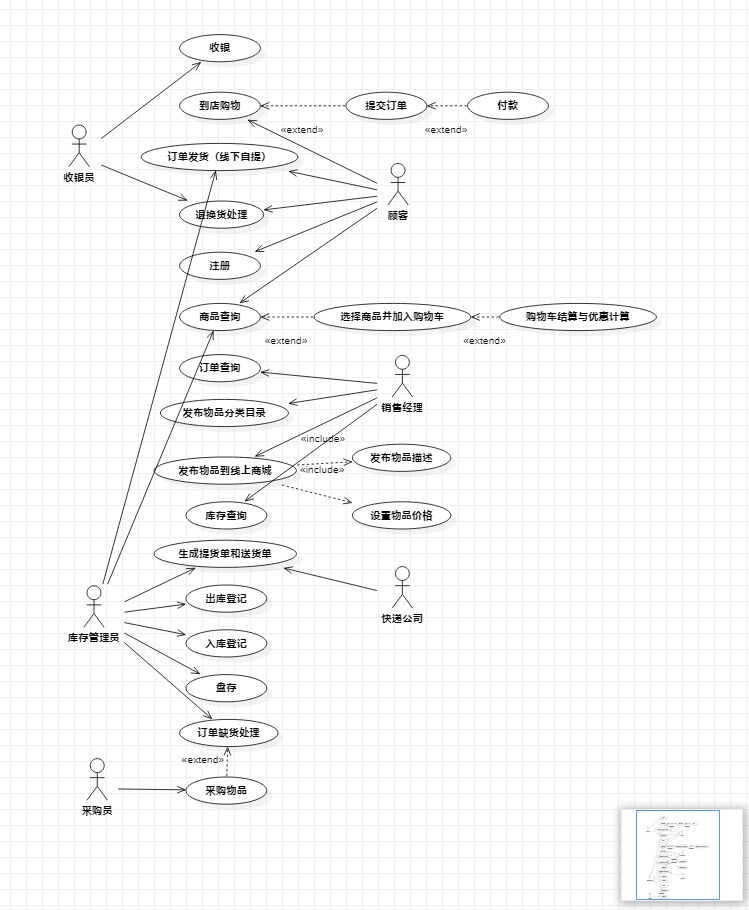 收银
到店购物
提交订单
付款
«extend»
«extend»
订单发货（线下自提）
收银员
退换货处理
顾客
注册
商品查询
选择商品并加入购物车
购物车结算与优惠计算
«extend»
«extend»
订单查询
发布物品分类目录
销售经理
«include»
发布物品描述
发布物品到线上商城
«include»
库存查询
设置物品价格
生成提货单和送货单
出库登记
快递公司
库存管理员
入库登记
盘存
订单缺货处理
«extend»
采购物品
采购员